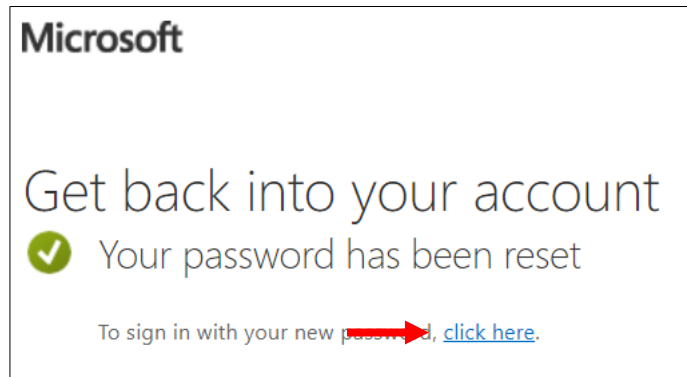 Microsoft
Get back into your account
Your password has been reset
To sign in with your new password, click here.